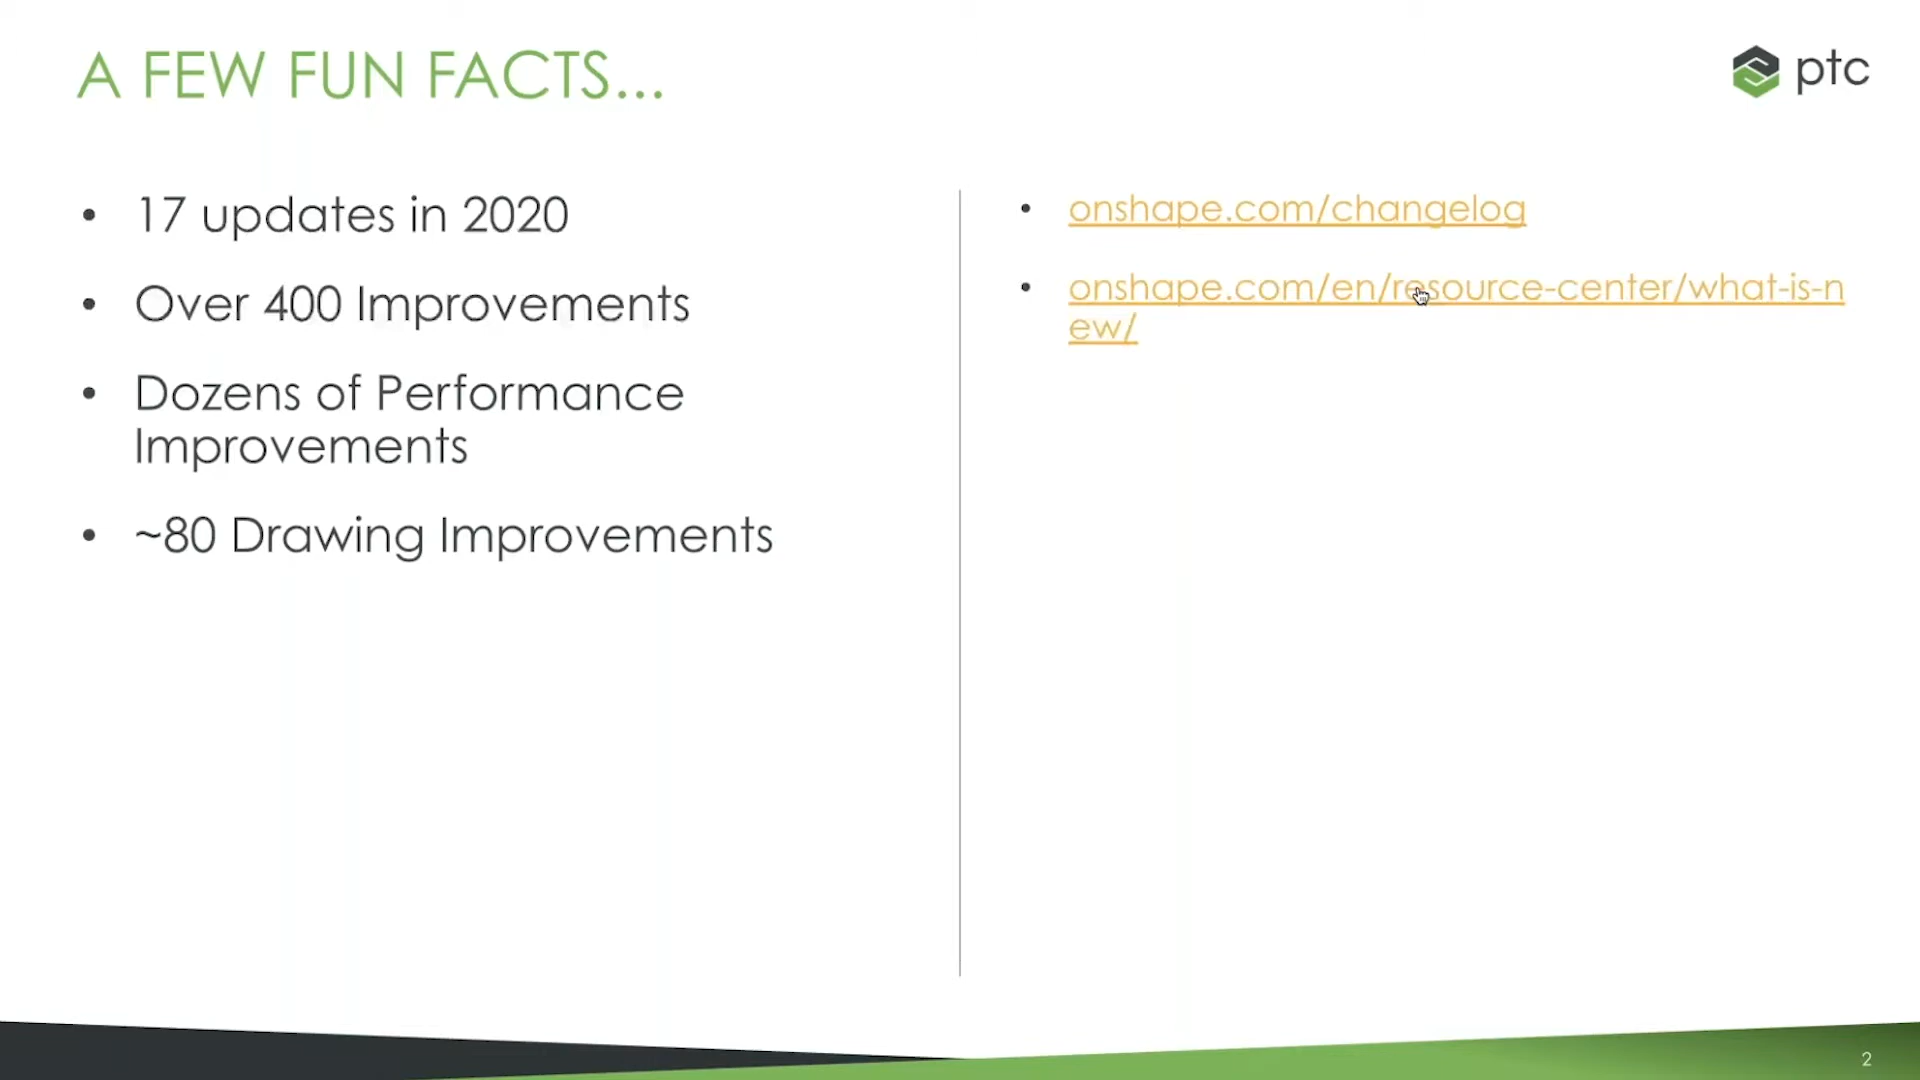 A FEW FUN FACTS...
ptc
• 17 updates in 2020
• Over 400 Improvements
• Dozens of Performance
Improvements
• ~80 Drawing Improvements
• onshape.com/changelog
• onshape.com/en/resource-center/what-is-n
ew/
2